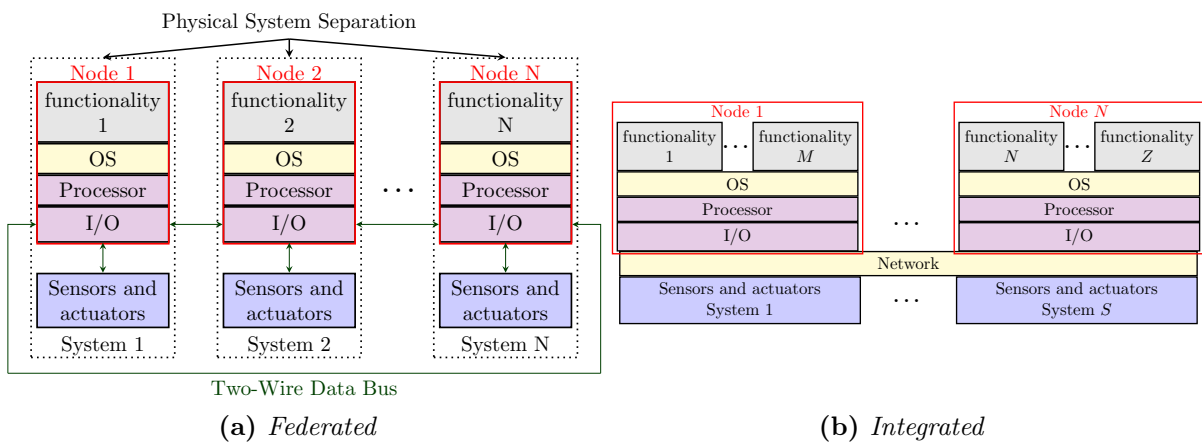 Physical System Separation
Node 1
functionality
1
OS
Processor
I/O
Sensors and
actuators
System 1
Node 2
functionality
2
OS
Processor
I/O
Sensors and
actuators
System 2
...
Node N
functionality
N
OS
Processor
I/O
Sensors and
actuators
System N
Two-Wire Data Bus
(a) Federated
Node 1
functionality
1
...
functionality
M
OS
Processor
I/O
...
Node N
functionality
N
...
functionality
Z
OS
Processor
I/O
Network
Sensors and actuators
System 1
...
Sensors and actuators
System S
(b) Integrated